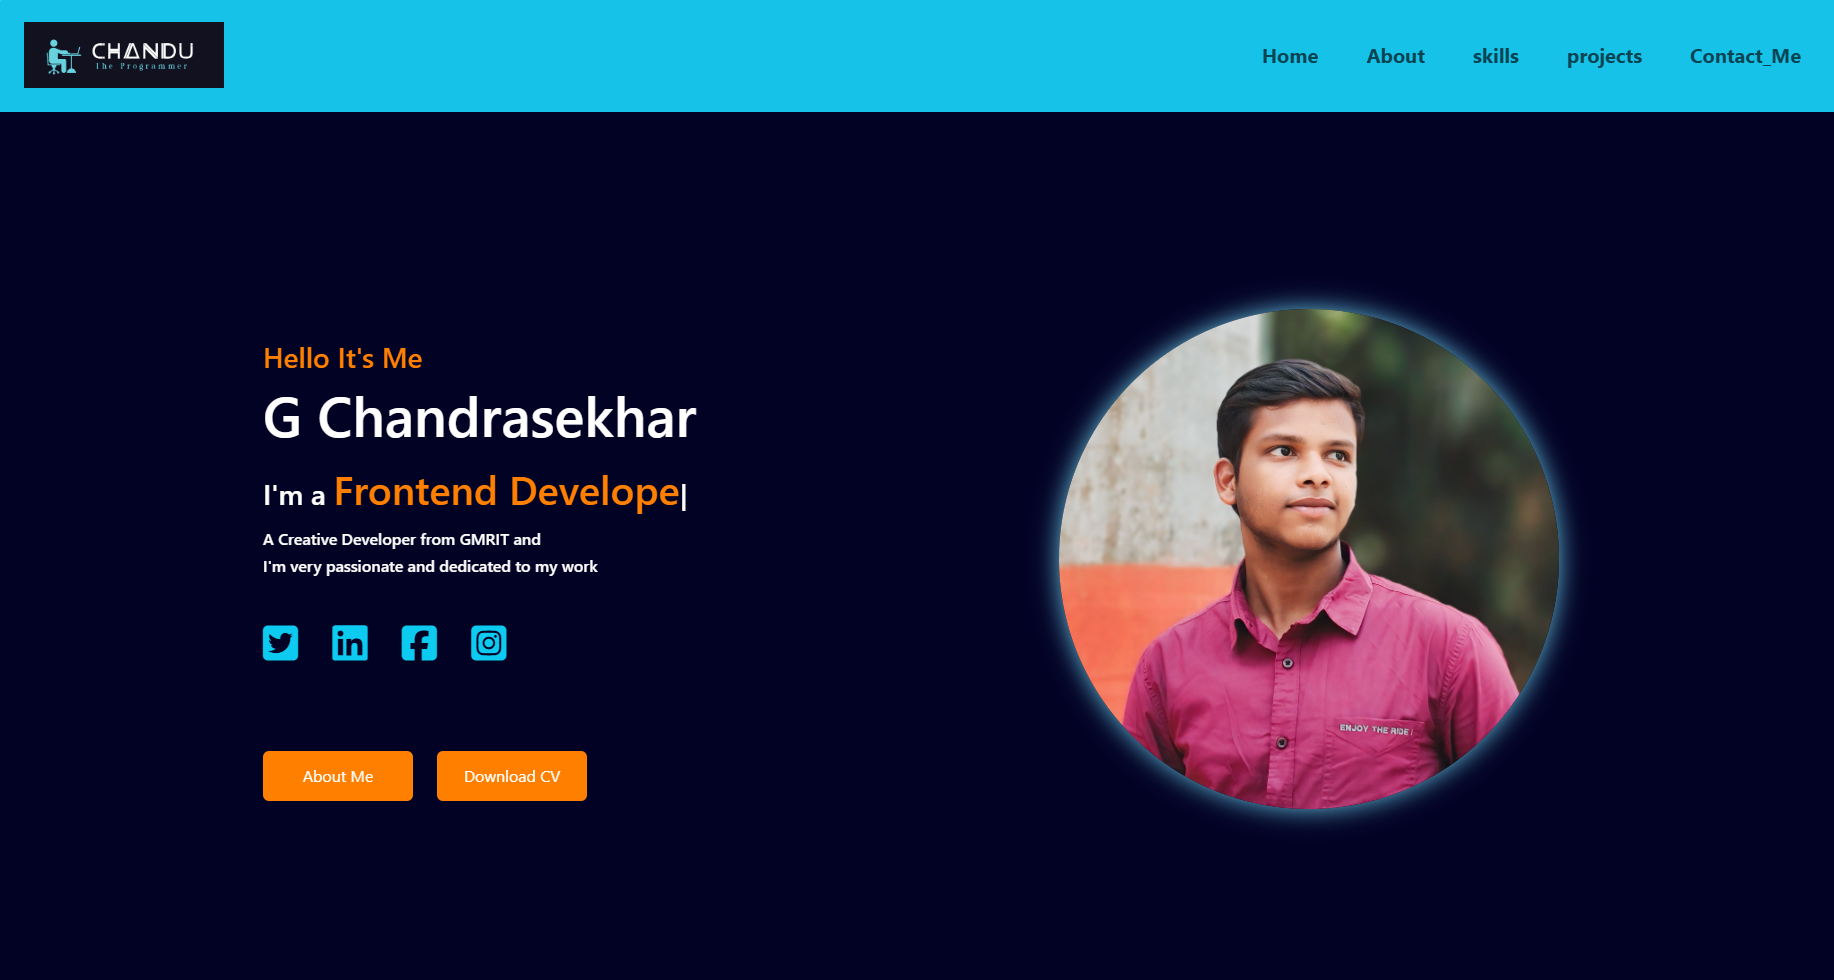 CHANDU
The Programmer
Home About skills projects Contact_Me
Hello It's Me
G Chandrasekhar
I'm a Frontend Develope|
A Creative Developer from GMRIT and
I'm very passionate and dedicated to my work
in
About Me Download CV
ENJOY THE RIDE!